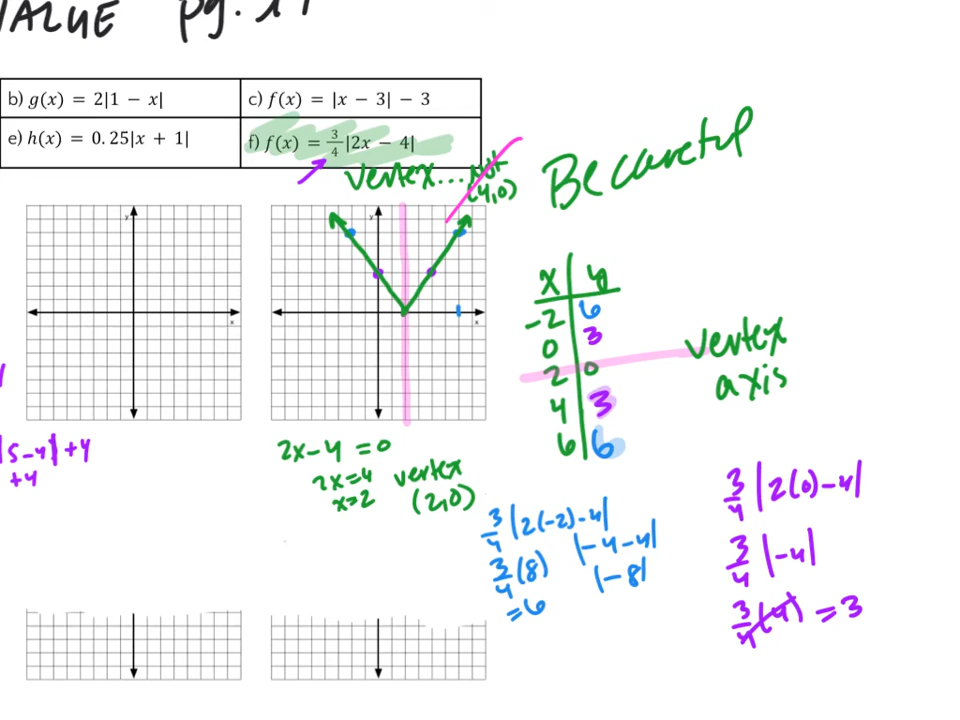 VALUE pg.
b) g(x) = 2|1 − x|
c) f(x) = |x − 3| − 3
e) h(x) = 0.25|x + 1|
f) f(x) = 3/4|2x − 4|
vertex... not
(4,0)
Be careful
y
x
y
x
x | y
-2 | 6
0 | 3
2 | 0
4 | 3
6 | 6
vertex
axis
|5-4|+4
+4
2x-4=0
2x=4
x=2
vertex
(2,0)
3/4|2(-2)-4|
|-4-4|
3/4(8)
|-8|
=6
3/4|2(0)-4|
3/4|-4|
3/4(4)=3